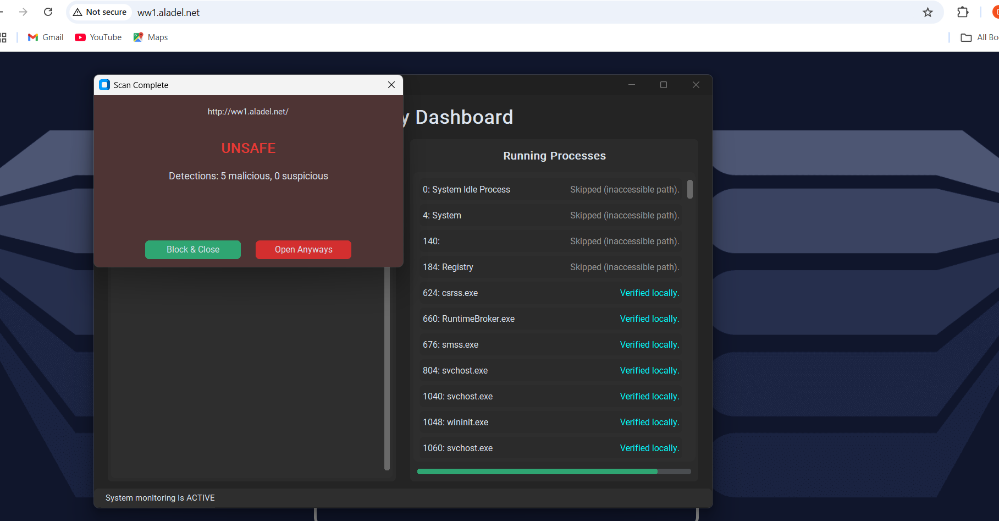 Not secure
ww1.aladel.net
Gmail
YouTube
Maps
All Bo
Scan Complete
http://ww1.aladel.net/
UNSAFE
Detections: 5 malicious, 0 suspicious
Block & Close
Open Anyways
y Dashboard
Running Processes
0: System Idle Process Skipped (inaccessible path).
4: System Skipped (inaccessible path).
140: Skipped (inaccessible path).
184: Registry Skipped (inaccessible path).
624: csrss.exe Verified locally.
660: RuntimeBroker.exe Verified locally.
676: smss.exe Verified locally.
804: svchost.exe Verified locally.
1040: svchost.exe Verified locally.
1048: wininit.exe Verified locally.
1060: svchost.exe Verified locally.
System monitoring is ACTIVE